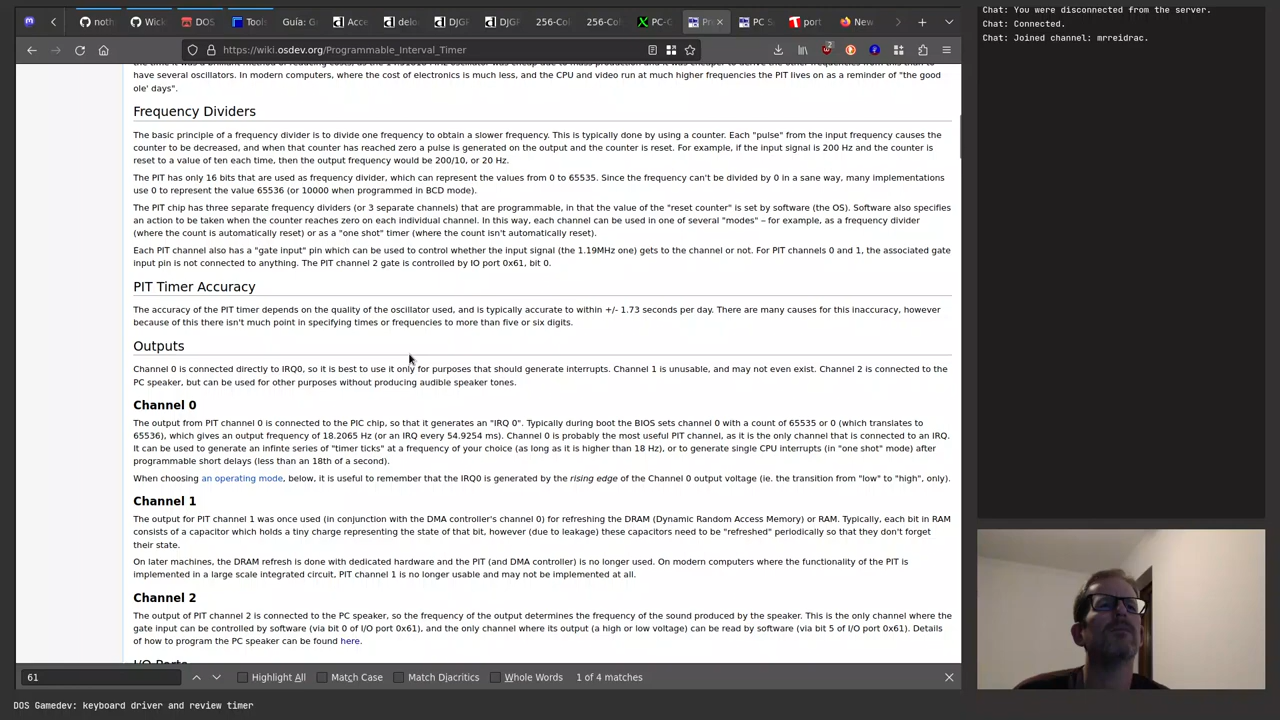 noth
Wick
DOS
Tools
Guía: G
Acce
delo
DJGF
DJGF
256-Col
256-Col
PC-G
Pro
PC S
port
New
https://wiki.osdev.org/Programmable_Interval_Timer
have several oscillators. In modern computers, where the cost of electronics is much less, and the CPU and video run at much higher frequencies the PIT lives on as a reminder of "the good
ole' days".
Frequency Dividers
The basic principle of a frequency divider is to divide one frequency to obtain a slower frequency. This is typically done by using a counter. Each "pulse" from the input frequency causes the
counter to be decreased, and when that counter has reached zero a pulse is generated on the output and the counter is reset. For example, if the input signal is 200 Hz and the counter is
reset to a value of ten each time, then the output frequency would be 200/10, or 20 Hz.
The PIT has only 16 bits that are used as frequency divider, which can represent the values from 0 to 65535. Since the frequency can't be divided by 0 in a sane way, many implementations
use 0 to represent the value 65536 (or 10000 when programmed in BCD mode).
The PIT chip has three separate frequency dividers (or 3 separate channels) that are programmable, in that the value of the "reset counter" is set by software (the OS). Software also specifies
an action to be taken when the counter reaches zero on each individual channel. In this way, each channel can be used in one of several "modes" – for example, as a frequency divider
(where the count is automatically reset) or as a "one shot" timer (where the count isn't automatically reset).
Each PIT channel also has a "gate input" pin which can be used to control whether the input signal (the 1.19MHz one) gets to the channel or not. For PIT channels 0 and 1, the associated gate
input pin is not connected to anything. The PIT channel 2 gate is controlled by IO port 0x61, bit 0.
PIT Timer Accuracy
The accuracy of the PIT timer depends on the quality of the oscillator used, and is typically accurate to within +/- 1.73 seconds per day. There are many causes for this inaccuracy, however
because of this there isn't much point in specifying times or frequencies to more than five or six digits.
Outputs
Channel 0 is connected directly to IRQ0, so it is best to use it only for purposes that should generate interrupts. Channel 1 is unusable, and may not even exist. Channel 2 is connected to the
PC speaker, but can be used for other purposes without producing audible speaker tones.
Channel 0
The output from PIT channel 0 is connected to the PIC chip, so that it generates an "IRQ 0". Typically during boot the BIOS sets channel 0 with a count of 65535 or 0 (which translates to
65536), which gives an output frequency of 18.2065 Hz (or an IRQ every 54.9254 ms). Channel 0 is probably the most useful PIT channel, as it is the only channel that is connected to an IRQ.
It can be used to generate an infinte series of "timer ticks" at a frequency of your choice (as long as it is higher than 18 Hz), or to generate single CPU interrupts (in "one shot" mode) after
programmable short delays (less than an 18th of a second).
When choosing an operating mode, below, it is useful to remember that the IRQ0 is generated by the rising edge of the Channel 0 output voltage (ie. the transition from "low" to "high", only).
Channel 1
The output for PIT channel 1 was once used (in conjunction with the DMA controller's channel 0) for refreshing the DRAM (Dynamic Random Access Memory) or RAM. Typically, each bit in RAM
consists of a capacitor which holds a tiny charge representing the state of that bit, however (due to leakage) these capacitors need to be "refreshed" periodically so that they don't forget
their state.
On later machines, the DRAM refresh is done with dedicated hardware and the PIT (and DMA controller) is no longer used. On modern computers where the functionality of the PIT is
implemented in a large scale integrated circuit, PIT channel 1 is no longer usable and may not be implemented at all.
Channel 2
The output of PIT channel 2 is connected to the PC speaker, so the frequency of the output determines the frequency of the sound produced by the speaker. This is the only channel where the
gate input can be controlled by software (via bit 0 of I/O port 0x61), and the only channel where its output (a high or low voltage) can be read by software (via bit 5 of I/O port 0x61). Details
of how to program the PC speaker can be found here.
I/O Ports
61
Highlight All
Match Case
Match Diacritics
Whole Words
1 of 4 matches
Chat: You were disconnected from the server.
Chat: Connected.
Chat: Joined channel: mrreidrac.
DOS Gamedev: keyboard driver and review timer